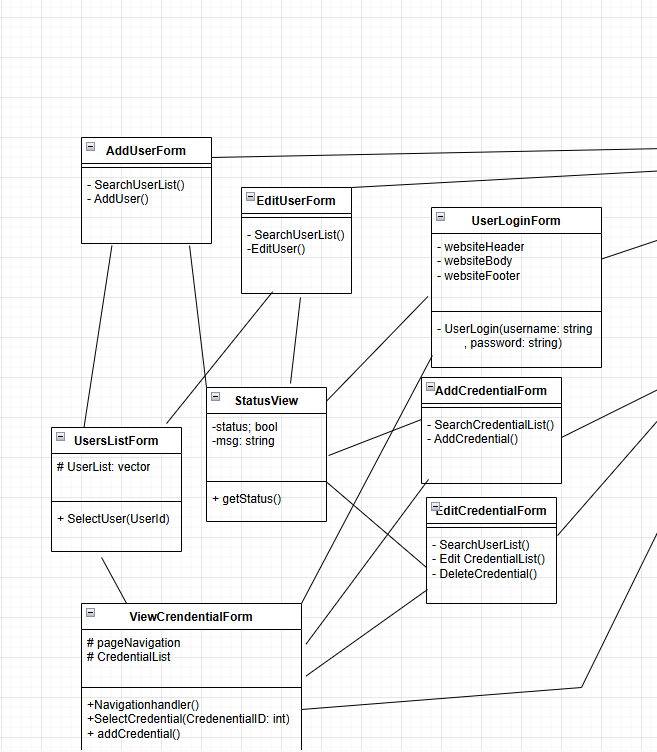 AddUserForm
- SearchUserList()
- AddUser()
EditUserForm
- SearchUserList()
-EditUser()
UserLoginForm
- websiteHeader
- websiteBody
- websiteFooter
- UserLogin(username: string
, password: string)
StatusView
-status; bool
-msg: string
+ getStatus()
AddCredentialForm
- SearchCredentialList()
- AddCredential()
UsersListForm
# UserList: vector
+ SelectUser(UserId)
EditCredentialForm
- SearchUserList()
- Edit CredentialList()
- DeleteCredential()
ViewCrendentialForm
# pageNavigation
# CredentialList
+Navigationhandler()
+SelectCredential(CredenentialID: int)
+ addCredential()